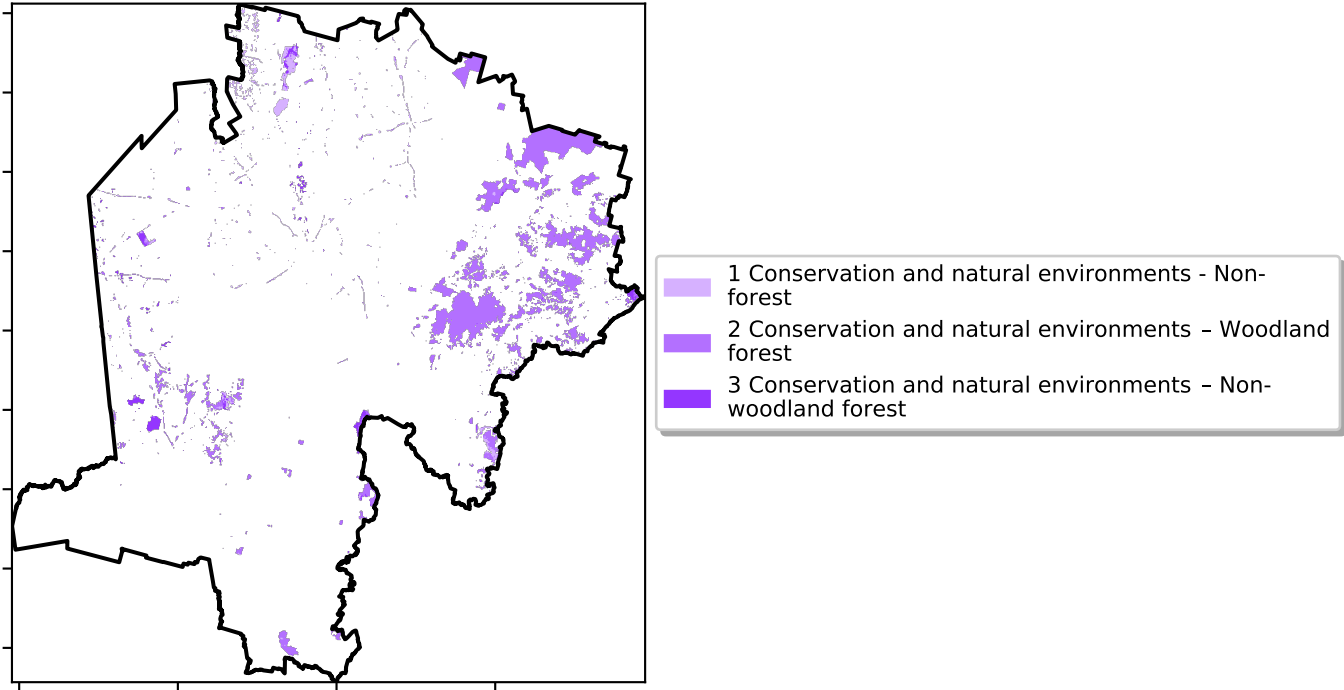 1 Conservation and natural environments - Non-
forest
2 Conservation and natural environments – Woodland
forest
3 Conservation and natural environments – Non-
woodland forest